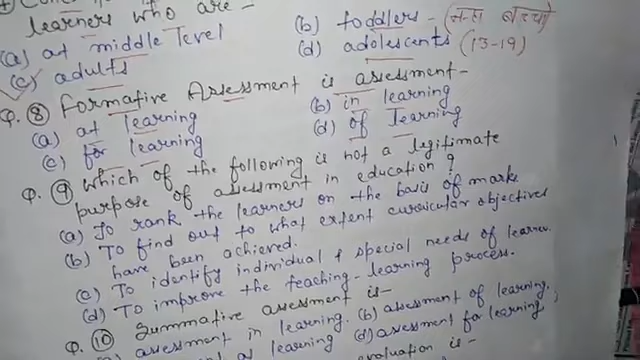 learners who are -
(a) at middle level (b) toddlers - (नन्हा बच्चो
(c) adults (d) adolescents (13-19)
Q. (8) Formative Assessment is assessment -
(a) at learning (b) in learning
(c) for learning (d) of learning
Q. (9) Which of the following is not a legitimate
purpose of assessment in education ?
(a) To rank the learners on the basis of marks
(b) To find out to what extent curricular objectives
have been achieved.
(c) To identify individual & special needs of learner
(d) To improve the teaching-learning process.
Q. (10) Summative assessment is -
assessment in learning. (b) assessment of learning.
learning (d) assessment for learning
evaluation is -